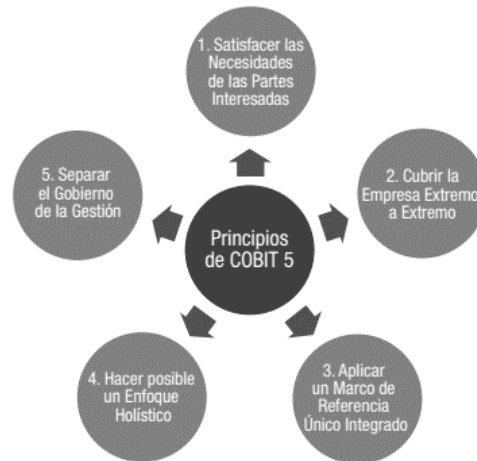 1. Satisfacer las
Necesidades
de las Partes
Interesadas
5. Separar
el Gobierno
de la Gestión
2. Cubrir la
Empresa Extremo
a Extremo
Principios
de COBIT 5
4. Hacer posible
un Enfoque
Holístico
3. Aplicar
un Marco de
Referencia
Único Integrado